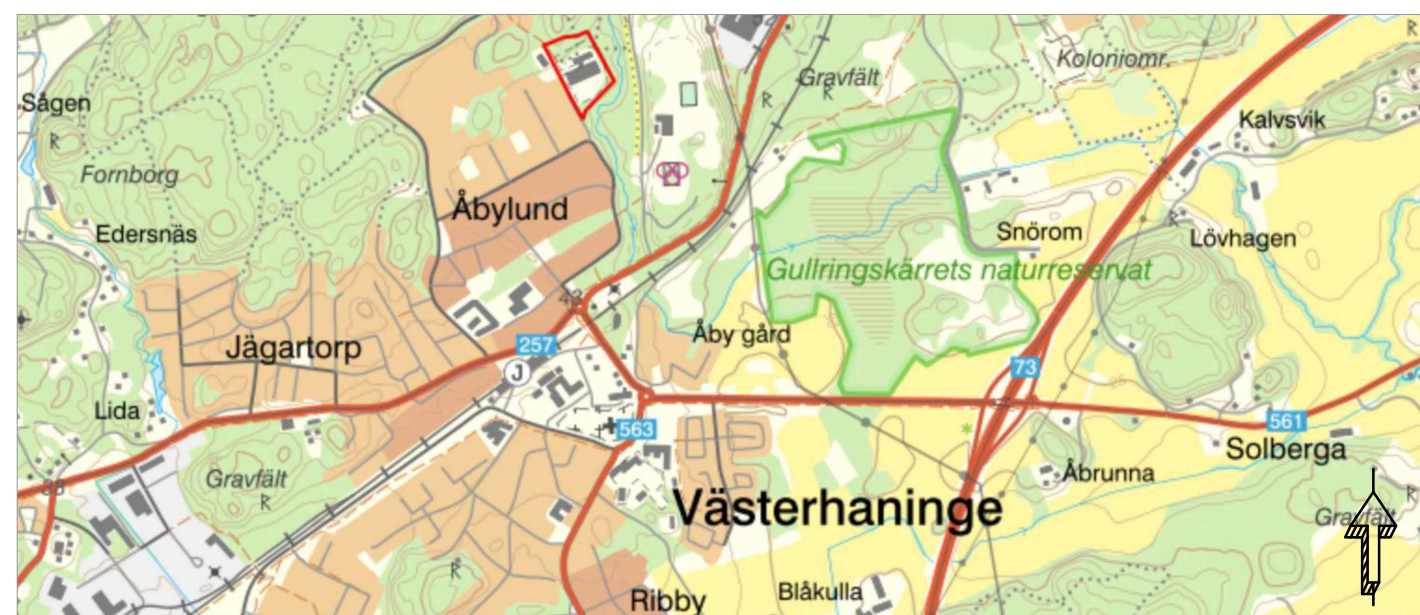 Sågen
Gravfält
Koloniomr.
Kalvsvik
Fornborg
Åbylund
Edersnäs
Snörom
Lövhagen
Gullringskärrets naturreservat
Åby gård
Jägartorp
257
J
73
Lida
563
561
Solberga
Gravfält
Åbrunna
Västerhaninge
Gravfält
Blåkulla
Ribby